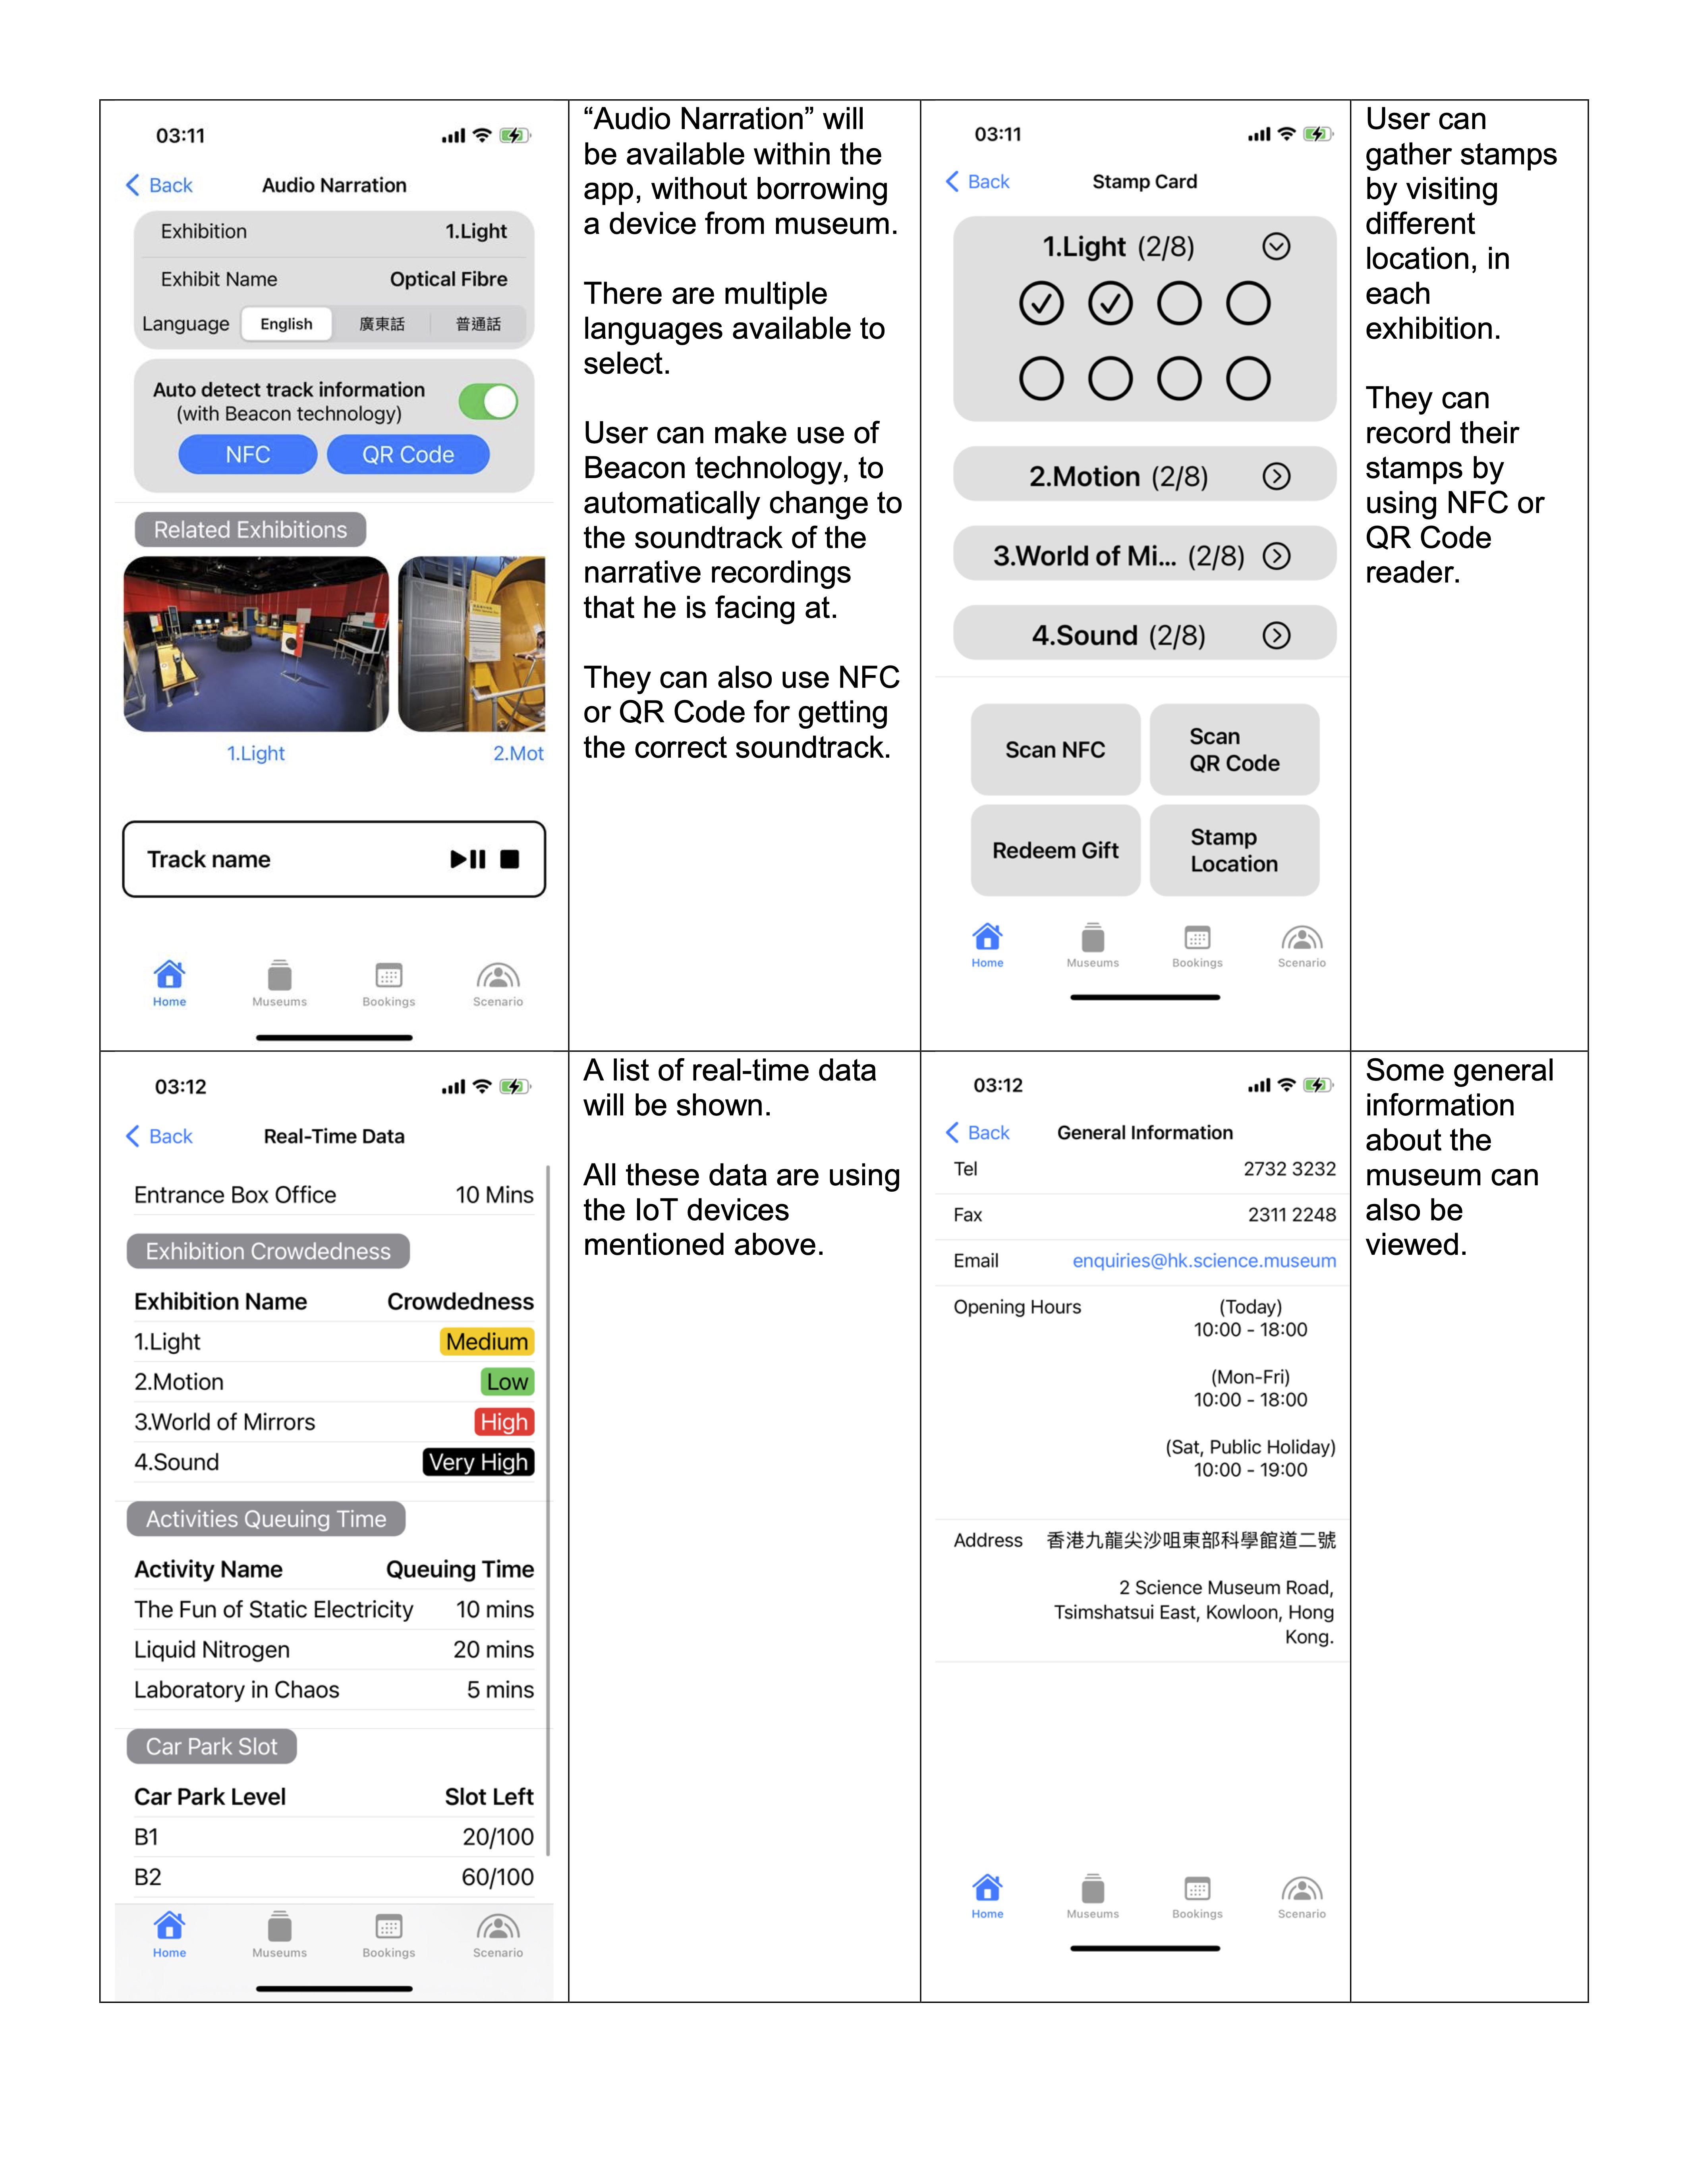 03:11
Back
Audio Narration
Exhibition 1.Light
Exhibit Name Optical Fibre
Language English 廣東話 普通話
Auto detect track information
(with Beacon technology)
NFC QR Code
Related Exhibitions
1.Light 2.Mot
Track name
Home Museums Bookings Scenario
“Audio Narration” will
be available within the
app, without borrowing
a device from museum.
There are multiple
languages available to
select.
User can make use of
Beacon technology, to
automatically change to
the soundtrack of the
narrative recordings
that he is facing at.
They can also use NFC
or QR Code for getting
the correct soundtrack.
03:11
Back
Stamp Card
1.Light (2/8)
2.Motion (2/8)
3.World of Mi... (2/8)
4.Sound (2/8)
Scan NFC
Scan
QR Code
Redeem Gift
Stamp
Location
Home Museums Bookings Scenario
User can
gather stamps
by visiting
different
location, in
each
exhibition.
They can
record their
stamps by
using NFC or
QR Code
reader.
03:12
Back
Real-Time Data
Entrance Box Office 10 Mins
Exhibition Crowdedness
Exhibition Name Crowdedness
1.Light Medium
2.Motion Low
3.World of Mirrors High
4.Sound Very High
Activities Queuing Time
Activity Name Queuing Time
The Fun of Static Electricity 10 mins
Liquid Nitrogen 20 mins
Laboratory in Chaos 5 mins
Car Park Slot
Car Park Level Slot Left
B1 20/100
B2 60/100
Home Museums Bookings Scenario
A list of real-time data
will be shown.
All these data are using
the IoT devices
mentioned above.
03:12
Back
General Information
Tel 2732 3232
Fax 2311 2248
Email enquiries@hk.science.museum
Opening Hours (Today)
10:00 - 18:00
(Mon-Fri)
10:00 - 18:00
(Sat, Public Holiday)
10:00 - 19:00
Address 香港九龍尖沙咀東部科學館道二號
2 Science Museum Road,
Tsimshatsui East, Kowloon, Hong
Kong.
Home Museums Bookings Scenario
Some general
information
about the
museum can
also be
viewed.